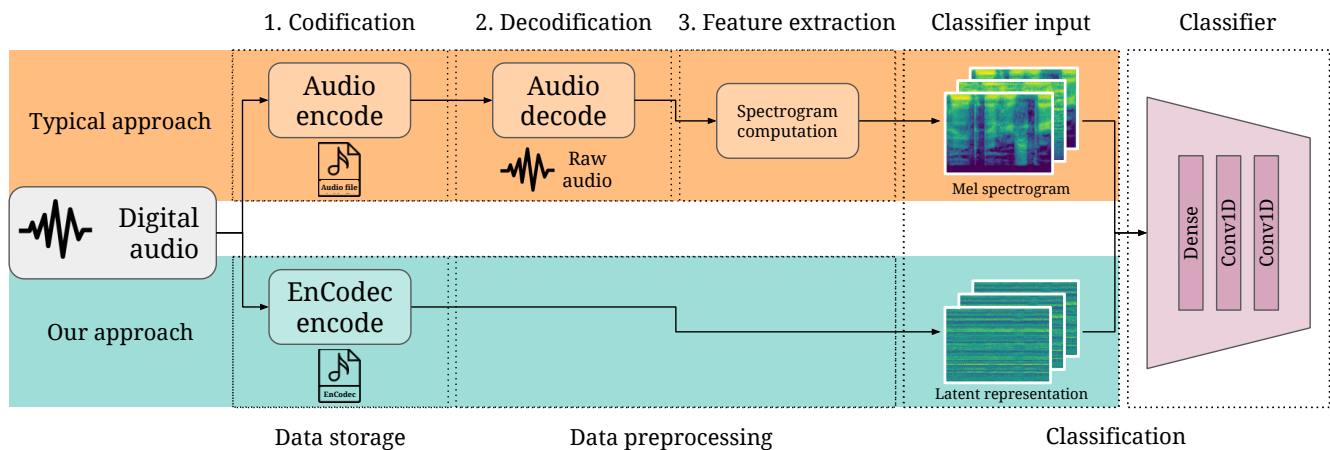 1. Codification
2. Decodification
3. Feature extraction
Classifier input
Classifier
Typical approach
Audio
encode
Audio file
Audio
decode
Raw
audio
Spectrogram
computation
Mel spectrogram
Digital
audio
Our approach
EnCodec
encode
EnCodec
Latent representation
Dense
Conv1D
Conv1D
Data storage
Data preprocessing
Classification